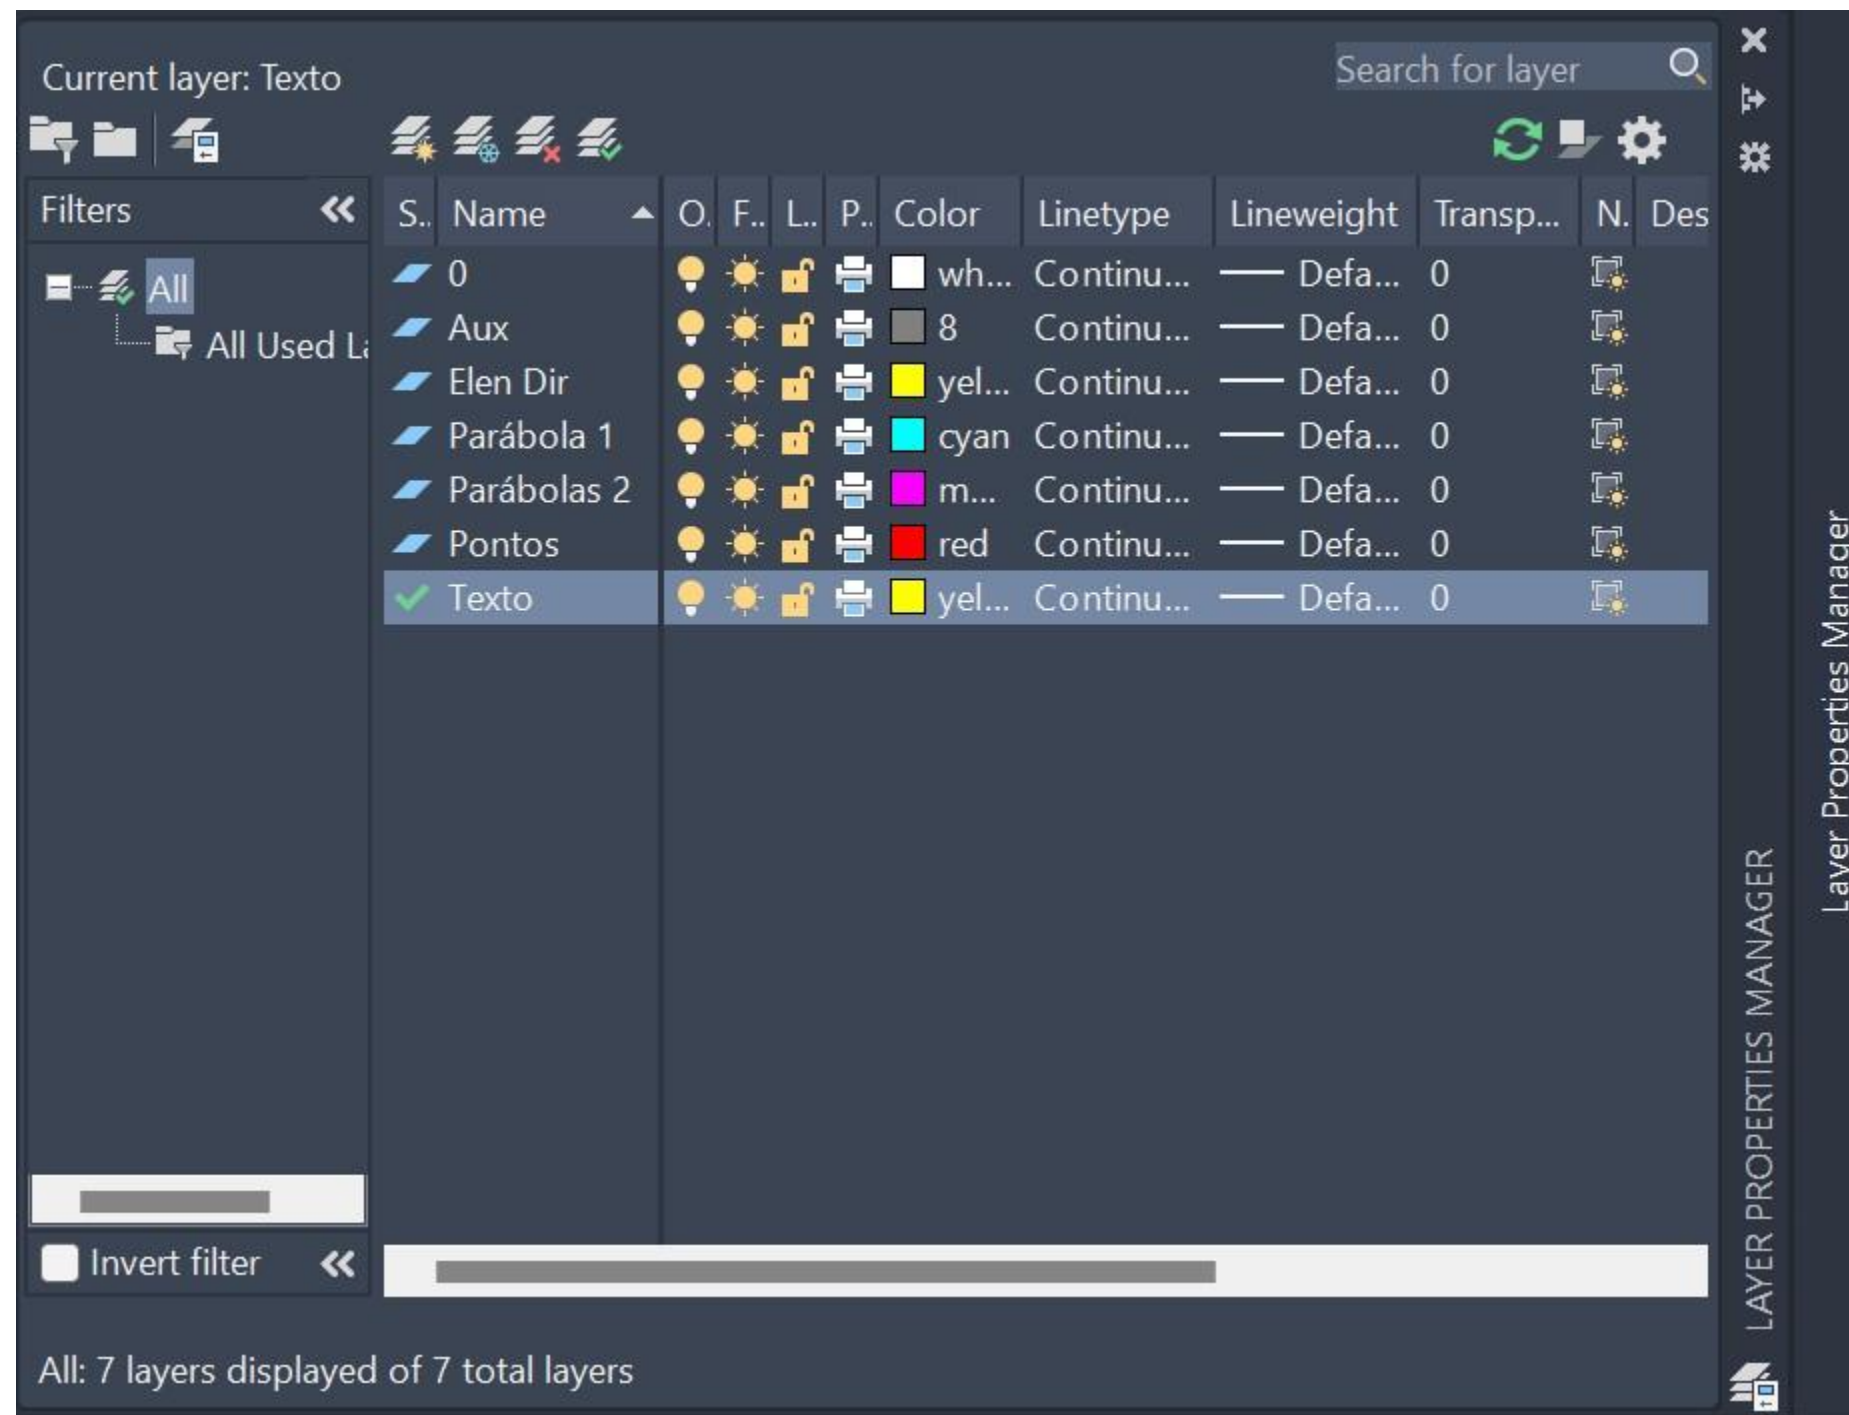 Current layer: Texto
Search for layer
Filters
S.. Name O. F.. L.. P.. Color Linetype Lineweight Transp... N. Des
All
All Used La
0 wh... Continu... Defa... 0
Aux 8 Continu... Defa... 0
Elen Dir yel... Continu... Defa... 0
Parábola 1 cyan Continu... Defa... 0
Parábolas 2 m... Continu... Defa... 0
Pontos red Continu... Defa... 0
Texto yel... Continu... Defa... 0
Invert filter
All: 7 layers displayed of 7 total layers
LAYER PROPERTIES MANAGER
Layer Properties Manager